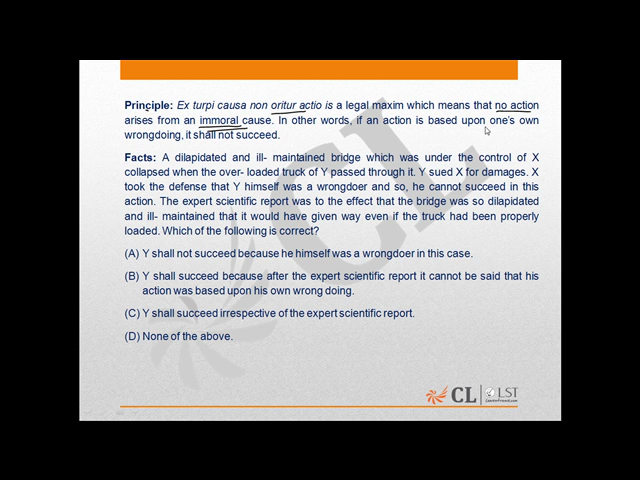 Principle: Ex turpi causa non oritur actio is a legal maxim which means that no action
arises from an immoral cause. In other words, if an action is based upon one's own
wrongdoing, it shall not succeed.
Facts: A dilapidated and ill- maintained bridge which was under the control of X
collapsed when the over- loaded truck of Y passed through it. Y sued X for damages. X
took the defense that Y himself was a wrongdoer and so, he cannot succeed in this
action. The expert scientific report was to the effect that the bridge was so dilapidated
and ill- maintained that it would have given way even if the truck had been properly
loaded. Which of the following is correct?
(A) Y shall not succeed because he himself was a wrongdoer in this case.
(B) Y shall succeed because after the expert scientific report it cannot be said that his
action was based upon his own wrong doing.
(C) Y shall succeed irrespective of the expert scientific report.
(D) None of the above.
CL
CL LST